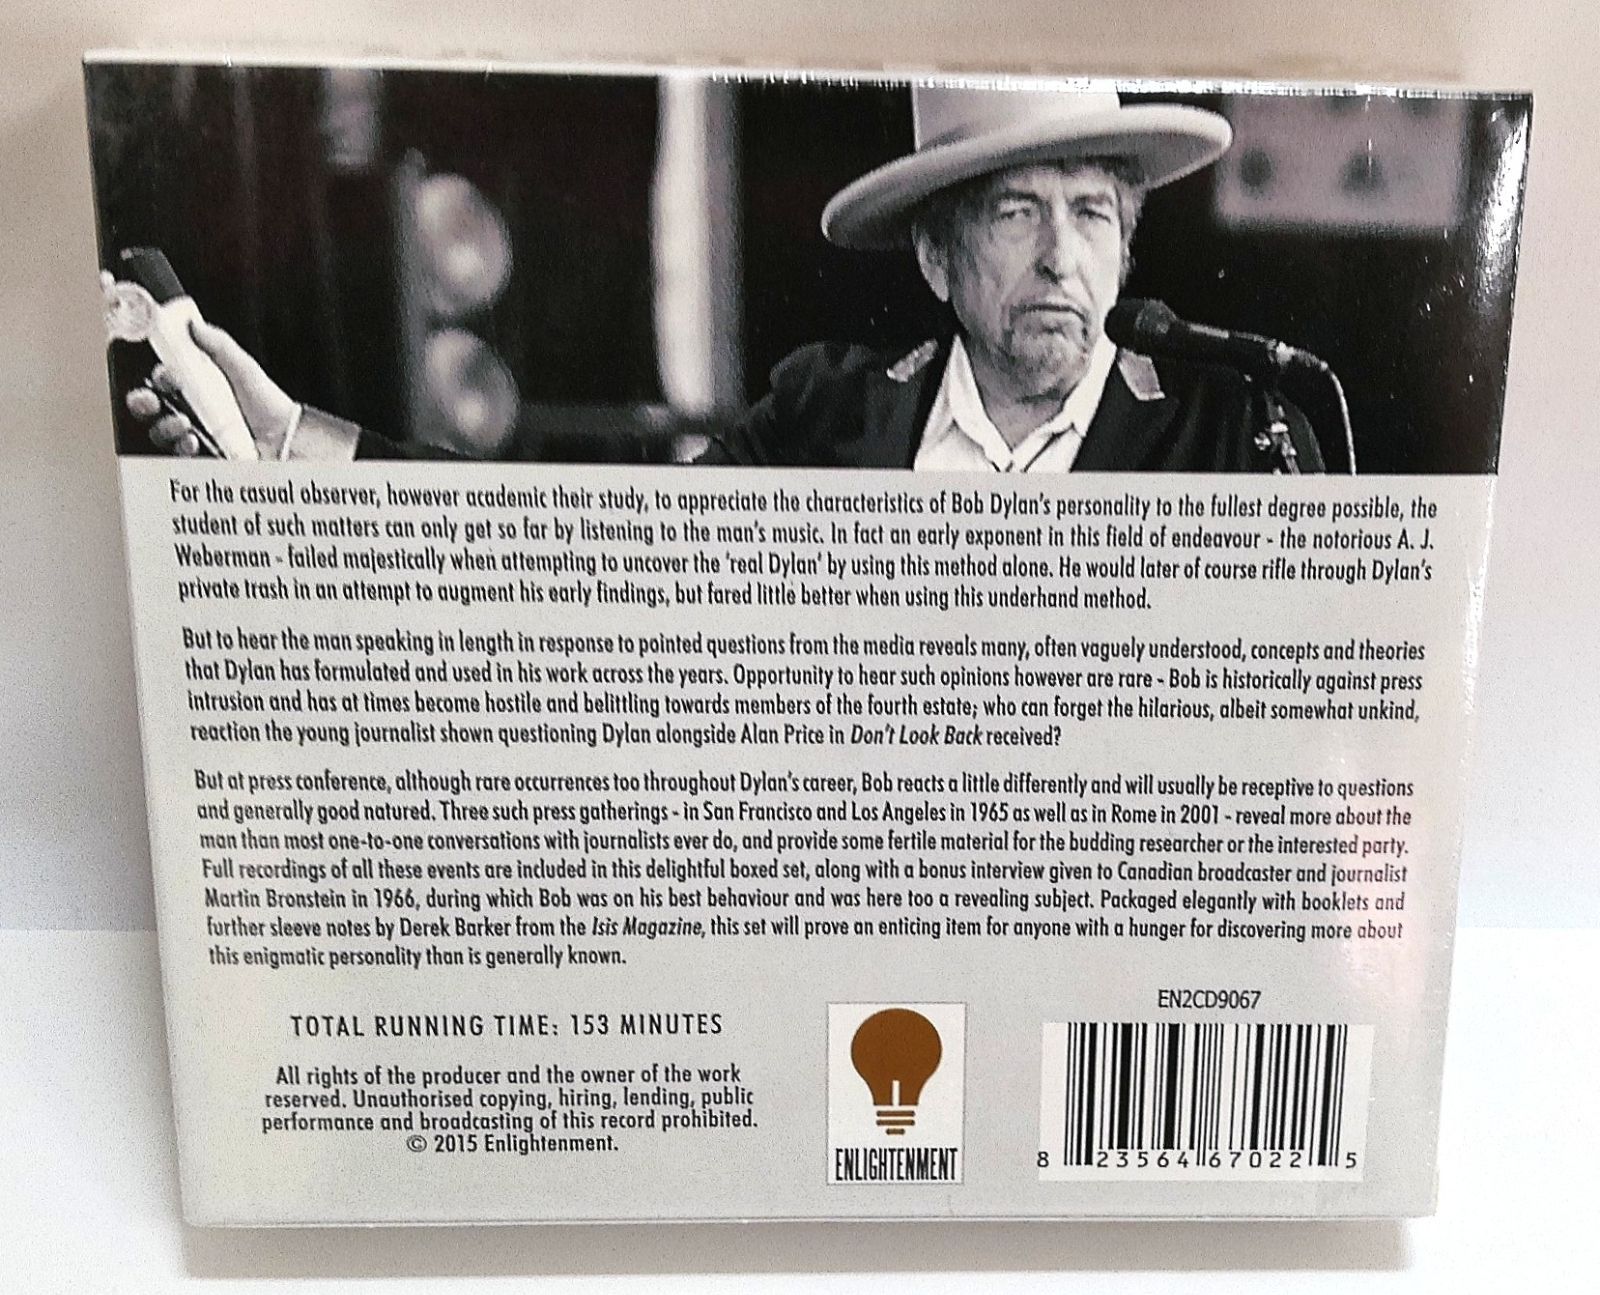 For the casual observer, however academic their study, to appreciate the characteristics of Bob Dylan's personality to the fullest degree possible, the
student of such matters can only get so far by listening to the man's music. In fact an early exponent in this field of endeavour - the notorious A. J.
Weberman - failed majestically when attempting to uncover the 'real Dylan' by using this method alone. He would later of course rifle through Dylan's
private trash in an attempt to augment his early findings, but fared little better when using this underhand method.
But to hear the man speaking in length in response to pointed questions from the media reveals many, often vaguely understood, concepts and theories
that Dylan has formulated and used in his work across the years. Opportunity to hear such opinions however are rare - Bob is historically against press
intrusion and has at times become hostile and belittling towards members of the fourth estate; who can forget the hilarious, albeit somewhat unkind,
reaction the young journalist shown questioning Dylan alongside Alan Price in Don't Look Back received?
But at press conference, although rare occurrences too throughout Dylan's career, Bob reacts a little differently and will usually be receptive to questions
and generally good natured. Three such press gatherings - in San Francisco and Los Angeles in 1965 as well as in Rome in 2001 - reveal more about the
man than most one-to-one conversations with journalists ever do, and provide some fertile material for the budding researcher or the interested party.
Full recordings of all these events are included in this delightful boxed set, along with a bonus interview given to Canadian broadcaster and journalist
Martin Bronstein in 1966, during which Bob was on his best behaviour and was here too a revealing subject. Packaged elegantly with booklets and
further sleeve notes by Derek Barker from the Isis Magazine, this set will prove an enticing item for anyone with a hunger for discovering more about
this enigmatic personality than is generally known.
TOTAL RUNNING TIME: 153 MINUTES
All rights of the producer and the owner of the work
reserved. Unauthorised copying, hiring, lending, public
performance and broadcasting of this record prohibited.
© 2015 Enlightenment.
ENLIGHTENMENT
EN2CD9067
8 23564 67022 5